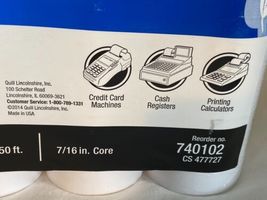 Quill Lincolnshire, Inc.
100 Schelter Road
Lincolnshire, IL 60069-3621
Customer Service: 1-800-789-1331
©2014 Quill Lincolnshire, Inc.
Made in USA
Credit Card
Machines
Cash
Registers
Printing
Calculators
50 ft.
7/16 in. Core
Reorder no.
740102
CS 477727